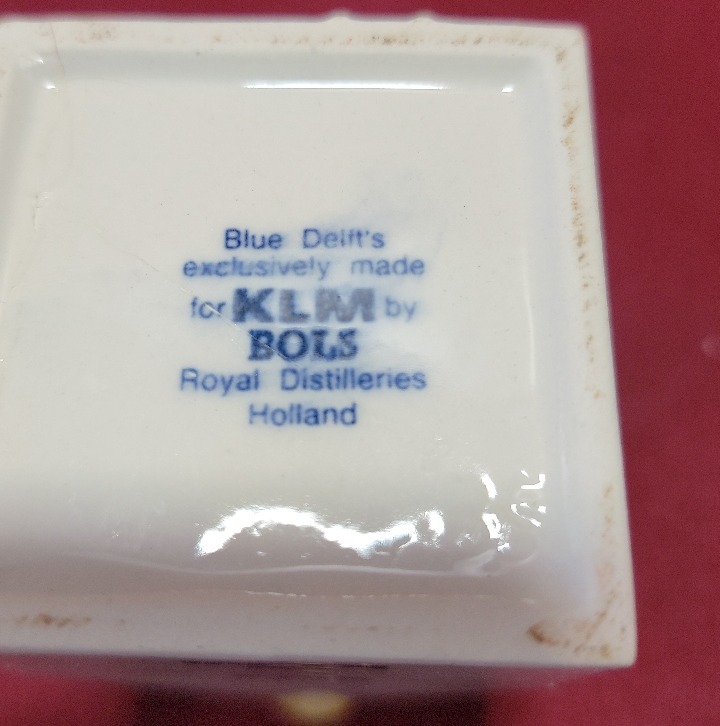 Blue Delft's
exclusively made
for KLM by
BOLS
Royal Distilleries
Holland